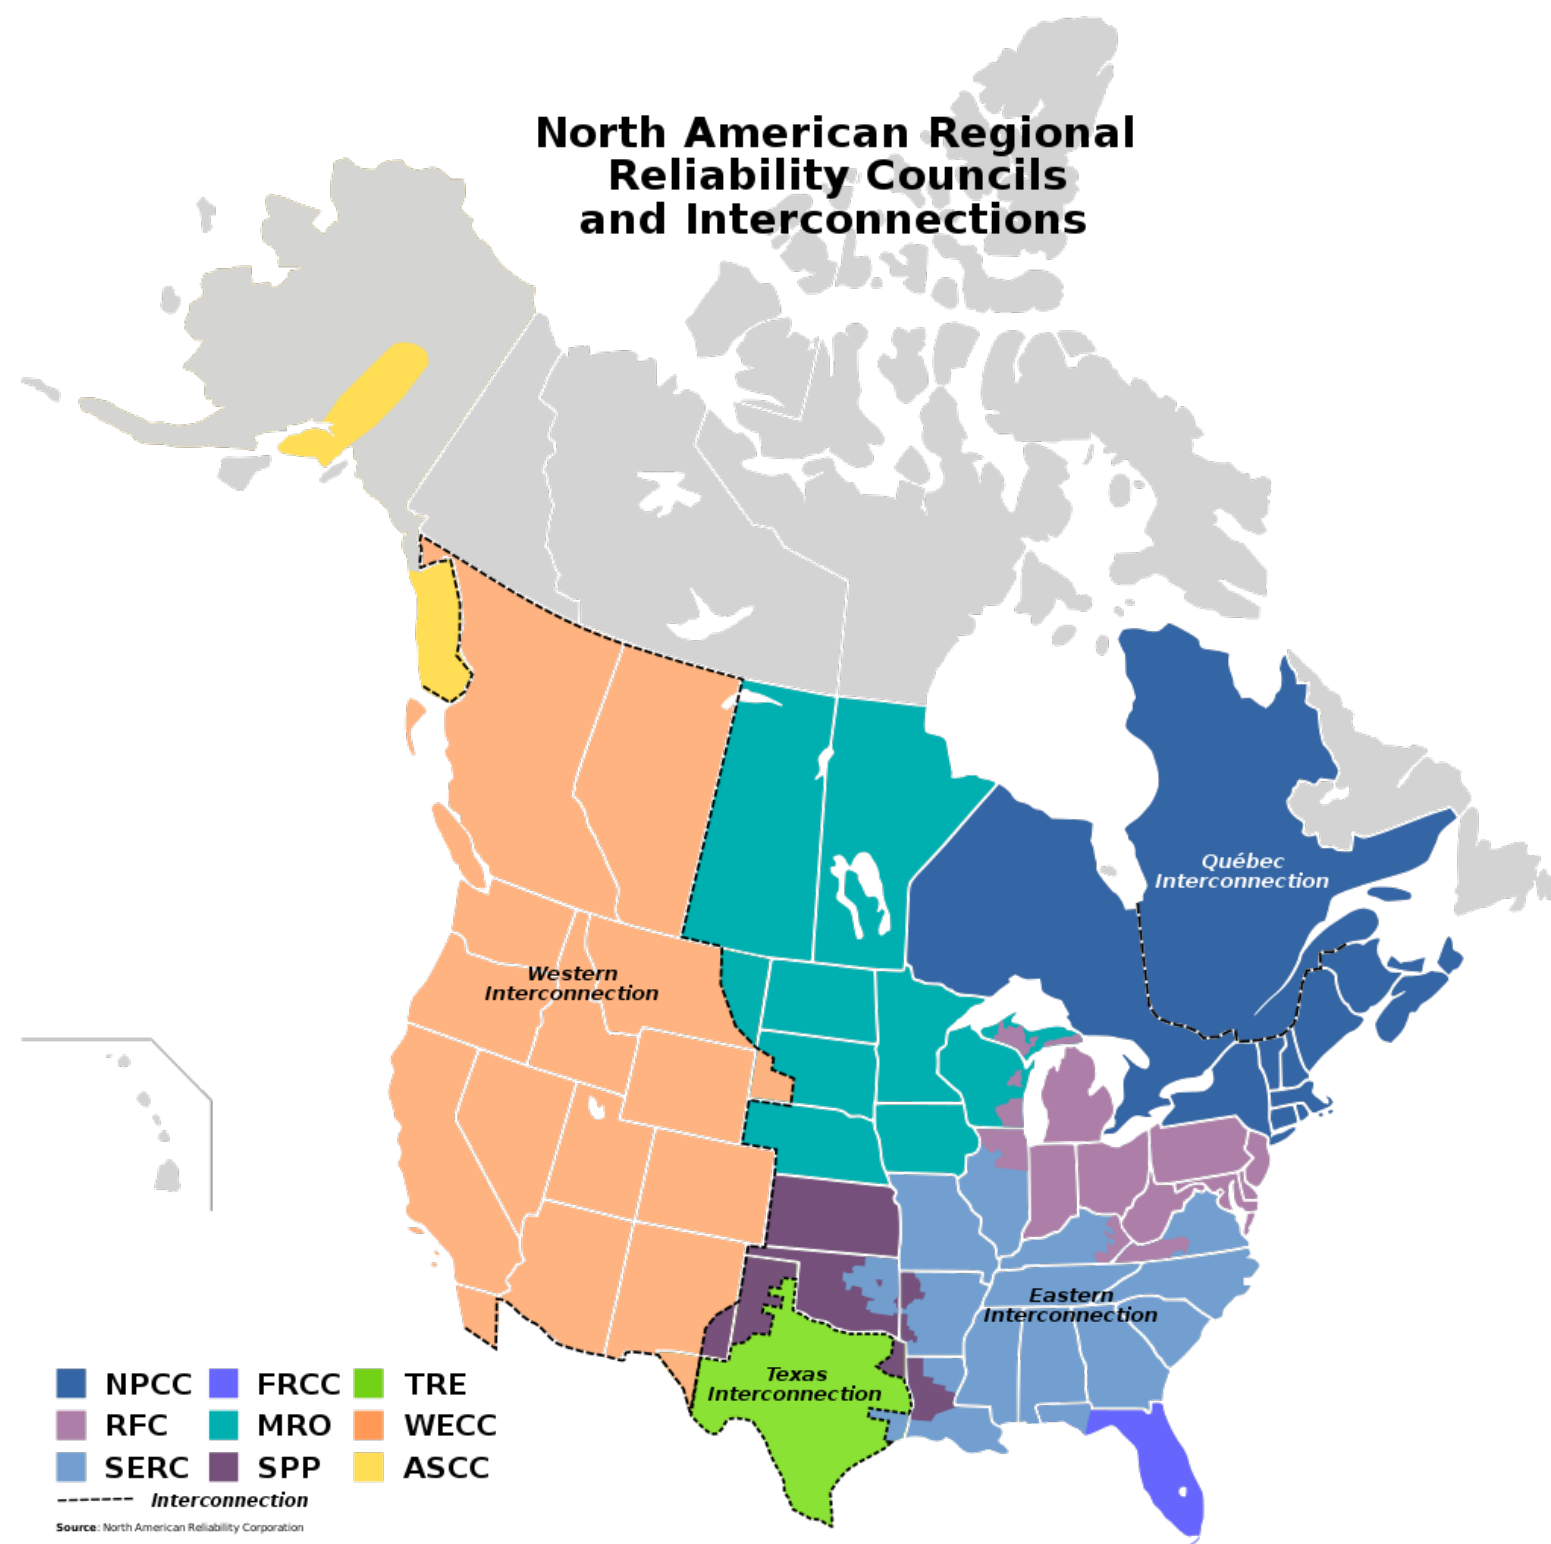 North American Regional
Reliability Councils
and Interconnections
Québec
Interconnection
Western
Interconnection
Eastern
Interconnection
Texas
Interconnection
NPCC FRCC TRE
RFC MRO WECC
SERC SPP ASCC
Interconnection
Source: North American Reliability Corporation